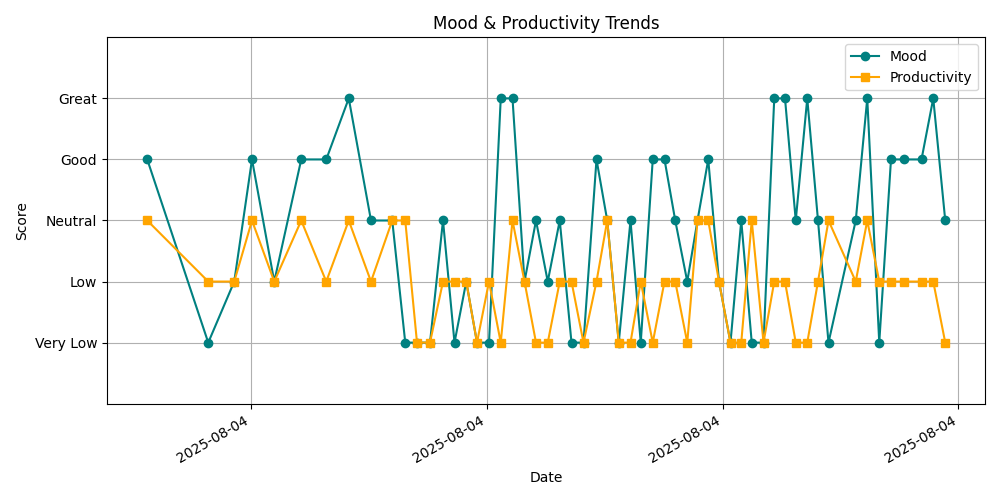 Mood & Productivity Trends
Mood
Productivity
Great
Good
Neutral
Low
Very Low
Score
2025-08-04
2025-08-04
2025-08-04
2025-08-04
Date